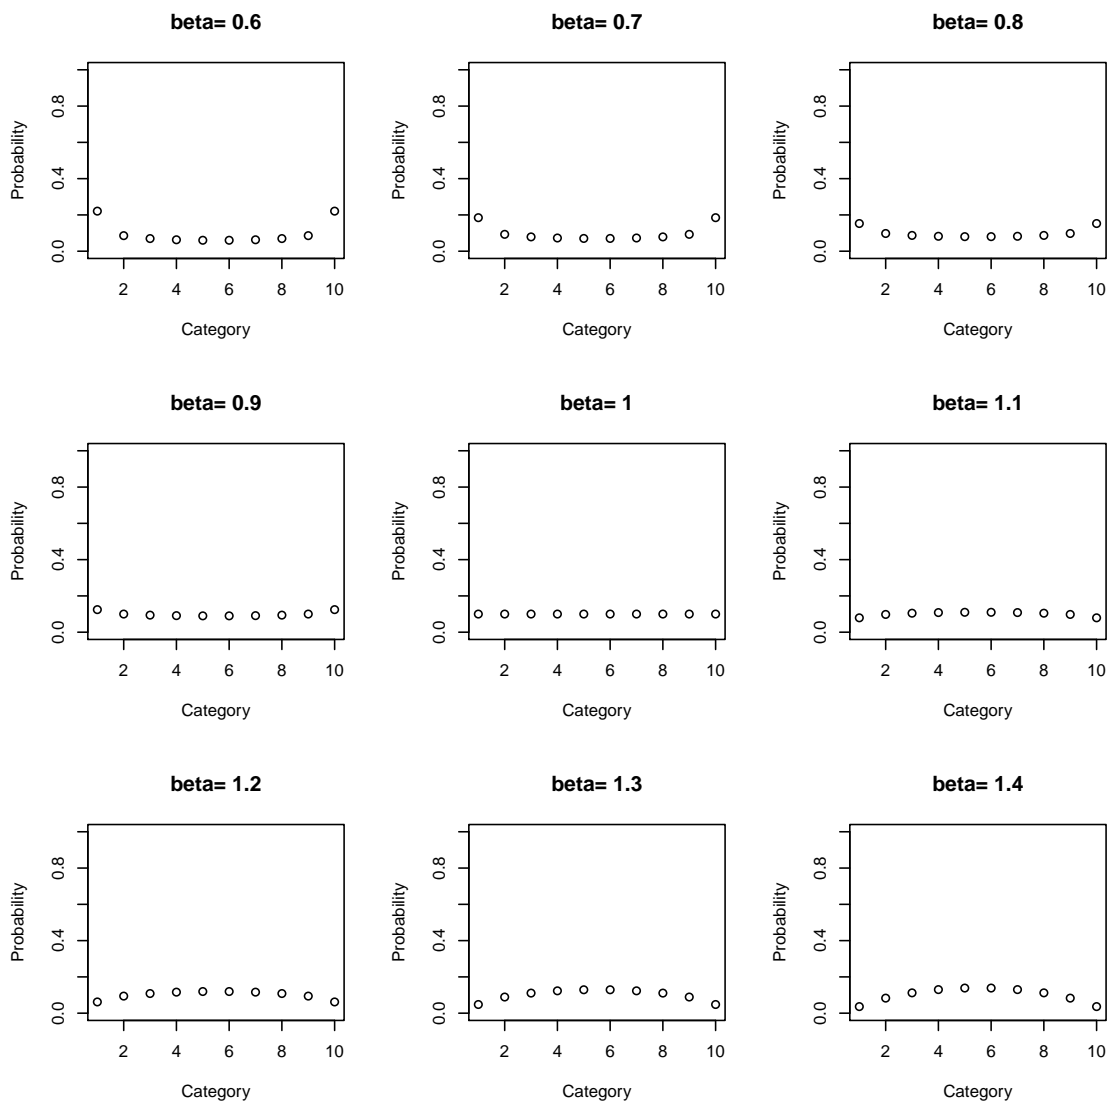 beta= 0.6
beta= 0.7
beta= 0.8
Probability
0.0 0.4 0.8
2 4 6 8 10
Category
Probability
0.0 0.4 0.8
2 4 6 8 10
Category
Probability
0.0 0.4 0.8
2 4 6 8 10
Category
beta= 0.9
beta= 1
beta= 1.1
Probability
0.0 0.4 0.8
2 4 6 8 10
Category
Probability
0.0 0.4 0.8
2 4 6 8 10
Category
Probability
0.0 0.4 0.8
2 4 6 8 10
Category
beta= 1.2
beta= 1.3
beta= 1.4
Probability
0.0 0.4 0.8
2 4 6 8 10
Category
Probability
0.0 0.4 0.8
2 4 6 8 10
Category
Probability
0.0 0.4 0.8
2 4 6 8 10
Category